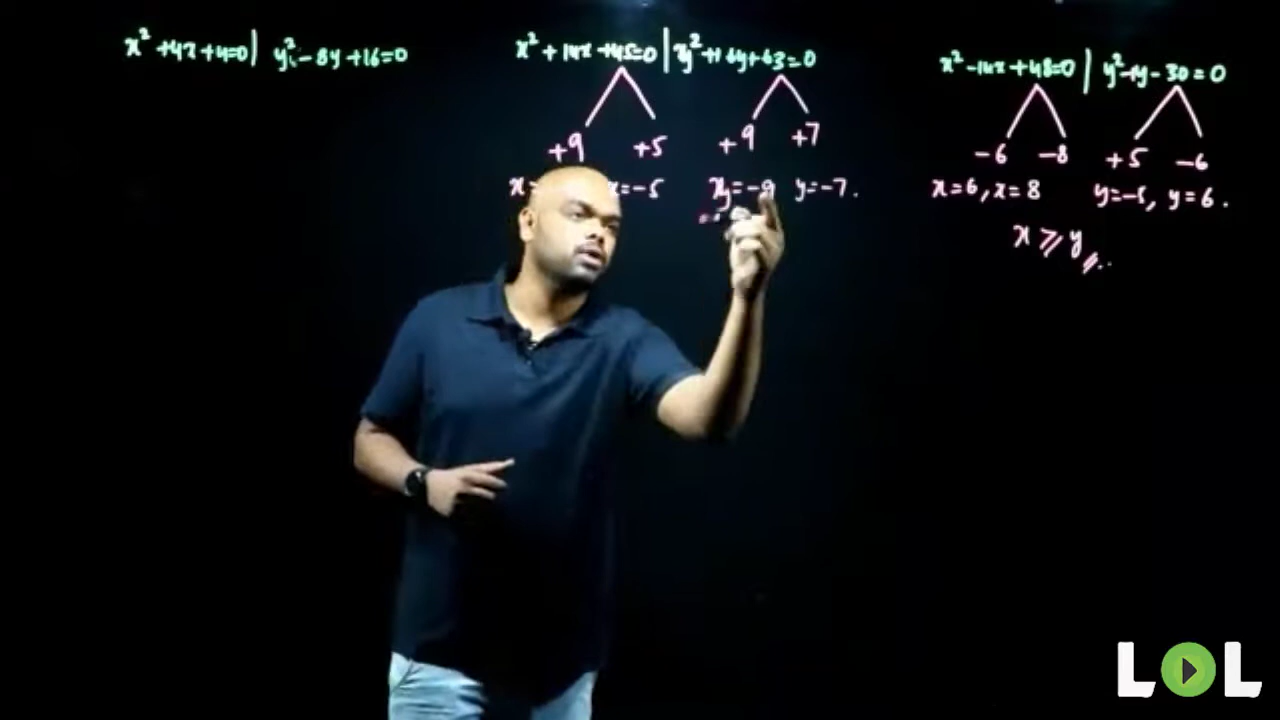 x²+4x+4=0 | y²-8y+16=0
x²+14x+45=0 | y²+16y+63=0
+9 +5 +9 +7
x= x=-5 y=-9 y=-7.
x²-14x+48=0 | y²-y-30=0
-6 -8 +5 -6
x=6, x=8 y=-5, y=6.
x ≥ y
LOL